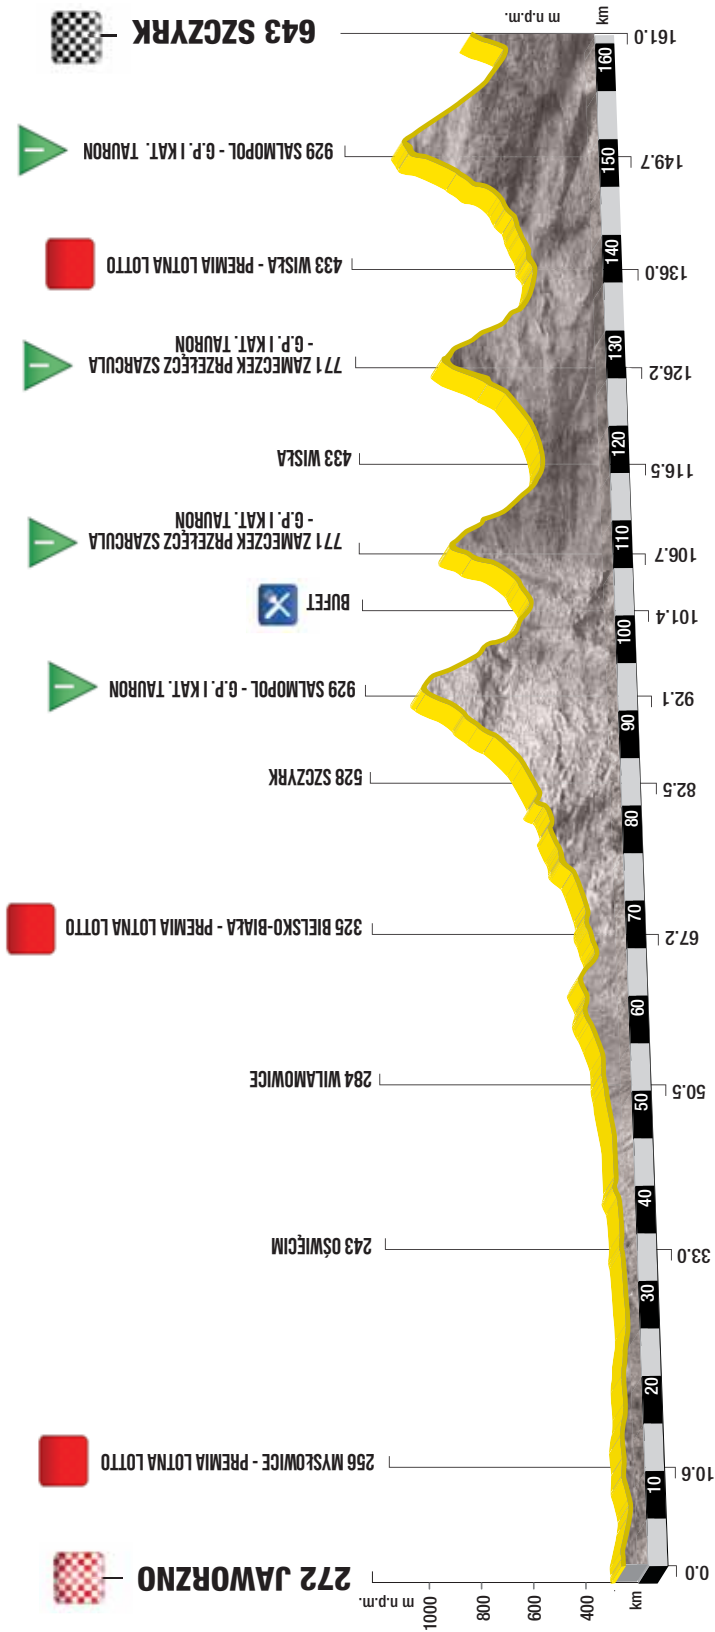 643 SZCZYRK
m n.p.m.
km
161.0
160
929 SALMOPOL - G.P. I KAT. TAURON
150
149.7
433 WISŁA - PREMIA LOTNA LOTTO
140
136.0
771 ZAMECZEK PRZEŁĘCZ SZARCULA
- G.P. I KAT. TAURON
130
126.2
433 WISŁA
120
116.5
771 ZAMECZEK PRZEŁĘCZ SZARCULA
- G.P. I KAT. TAURON
110
106.7
BUFET
101.4
100
929 SALMOPOL - G.P. I KAT. TAURON
92.1
90
528 SZCZYRK
82.5
80
325 BIELSKO-BIAŁA - PREMIA LOTNA LOTTO
70
67.2
60
284 WILAMOWICE
50.5
50
40
243 OŚWIĘCIM
33.0
30
20
256 MYSŁOWICE - PREMIA LOTNA LOTTO
10.6
10
272 JAWORZNO
0.0
m n.p.m.
1000
800
600
400
km